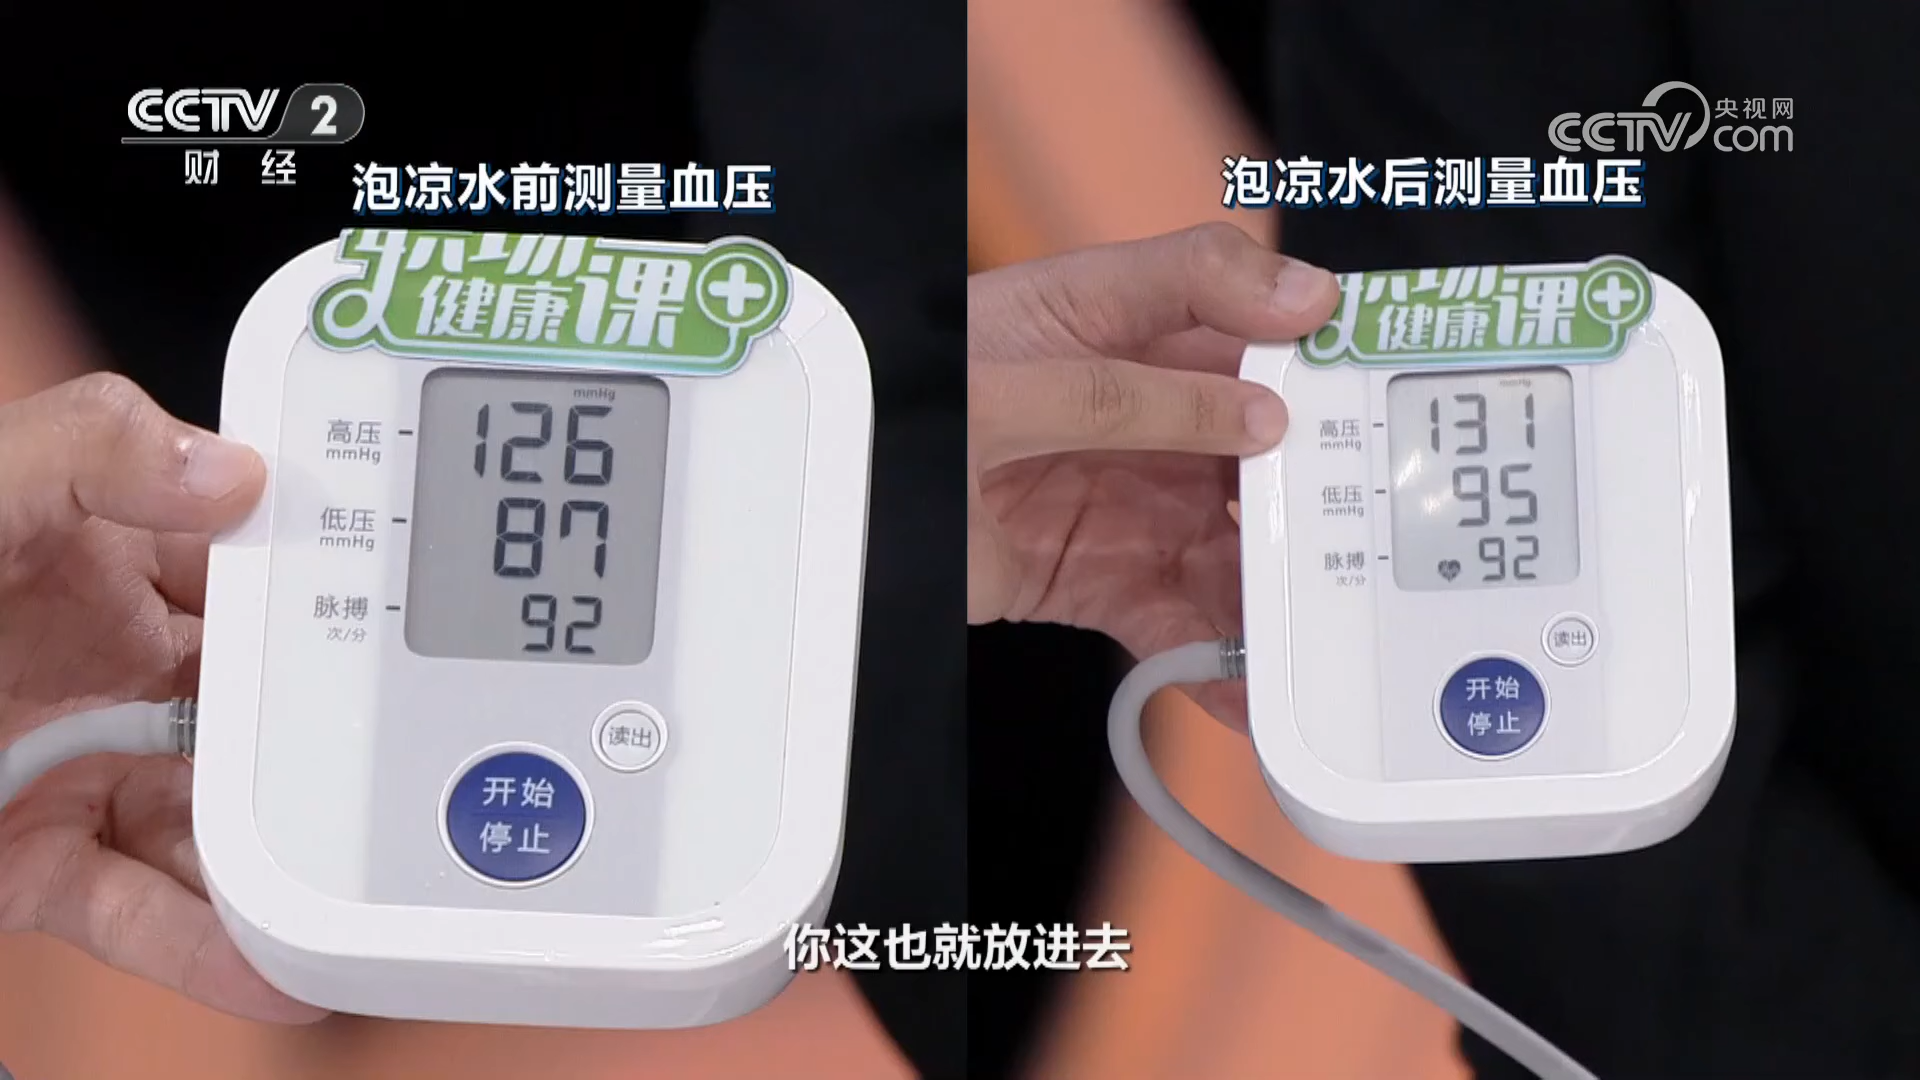 CCTV 2
财经
泡凉水前测量血压
健康课
mmHg
高压
mmHg
126
低压
mmHg
87
脉搏
次/分
92
读出
开始
停止
央视网
CCTV com
泡凉水后测量血压
健康课
mmHg
高压
mmHg
131
低压
mmHg
95
脉搏
次/分
92
读出
开始
停止
你这也就放进去